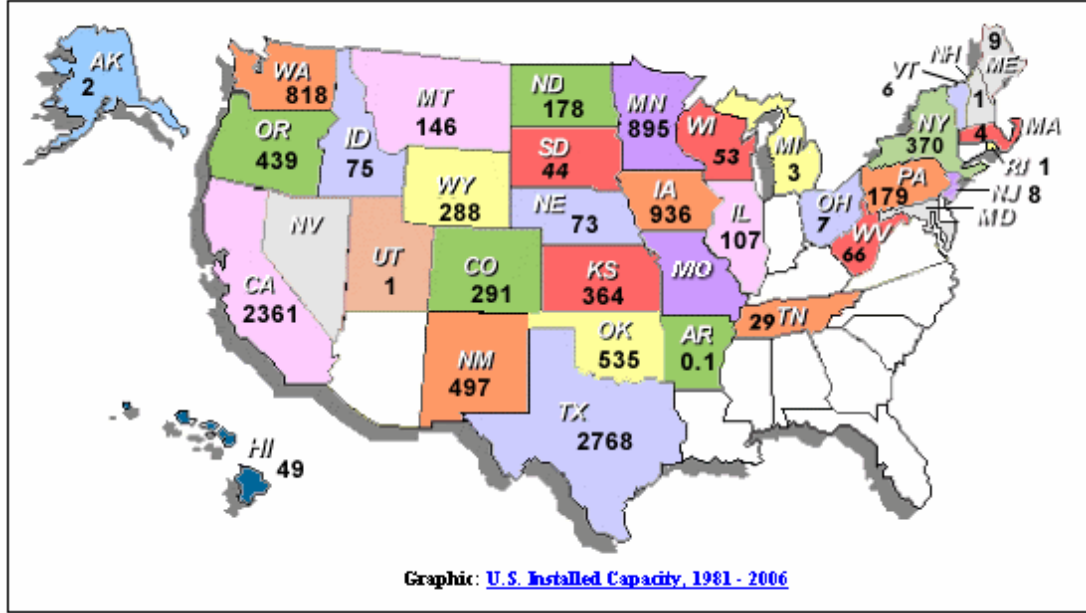 AK
2
WA
818
OR
439
CA
2361
NV
ID
75
MT
146
WY
288
UT
1
CO
291
NM
497
ND
178
SD
44
NE
73
KS
364
OK
535
TX
2768
MN
895
IA
936
MO
AR
0.1
WI
53
IL
107
MI
3
OH
7
TN
29
WV
66
PA
179
NY
370
VT
6
NH
1
ME
9
MA
4
RI 1
NJ 8
MD
HI
49
Graphic: U.S. Installed Capacity, 1981 - 2006